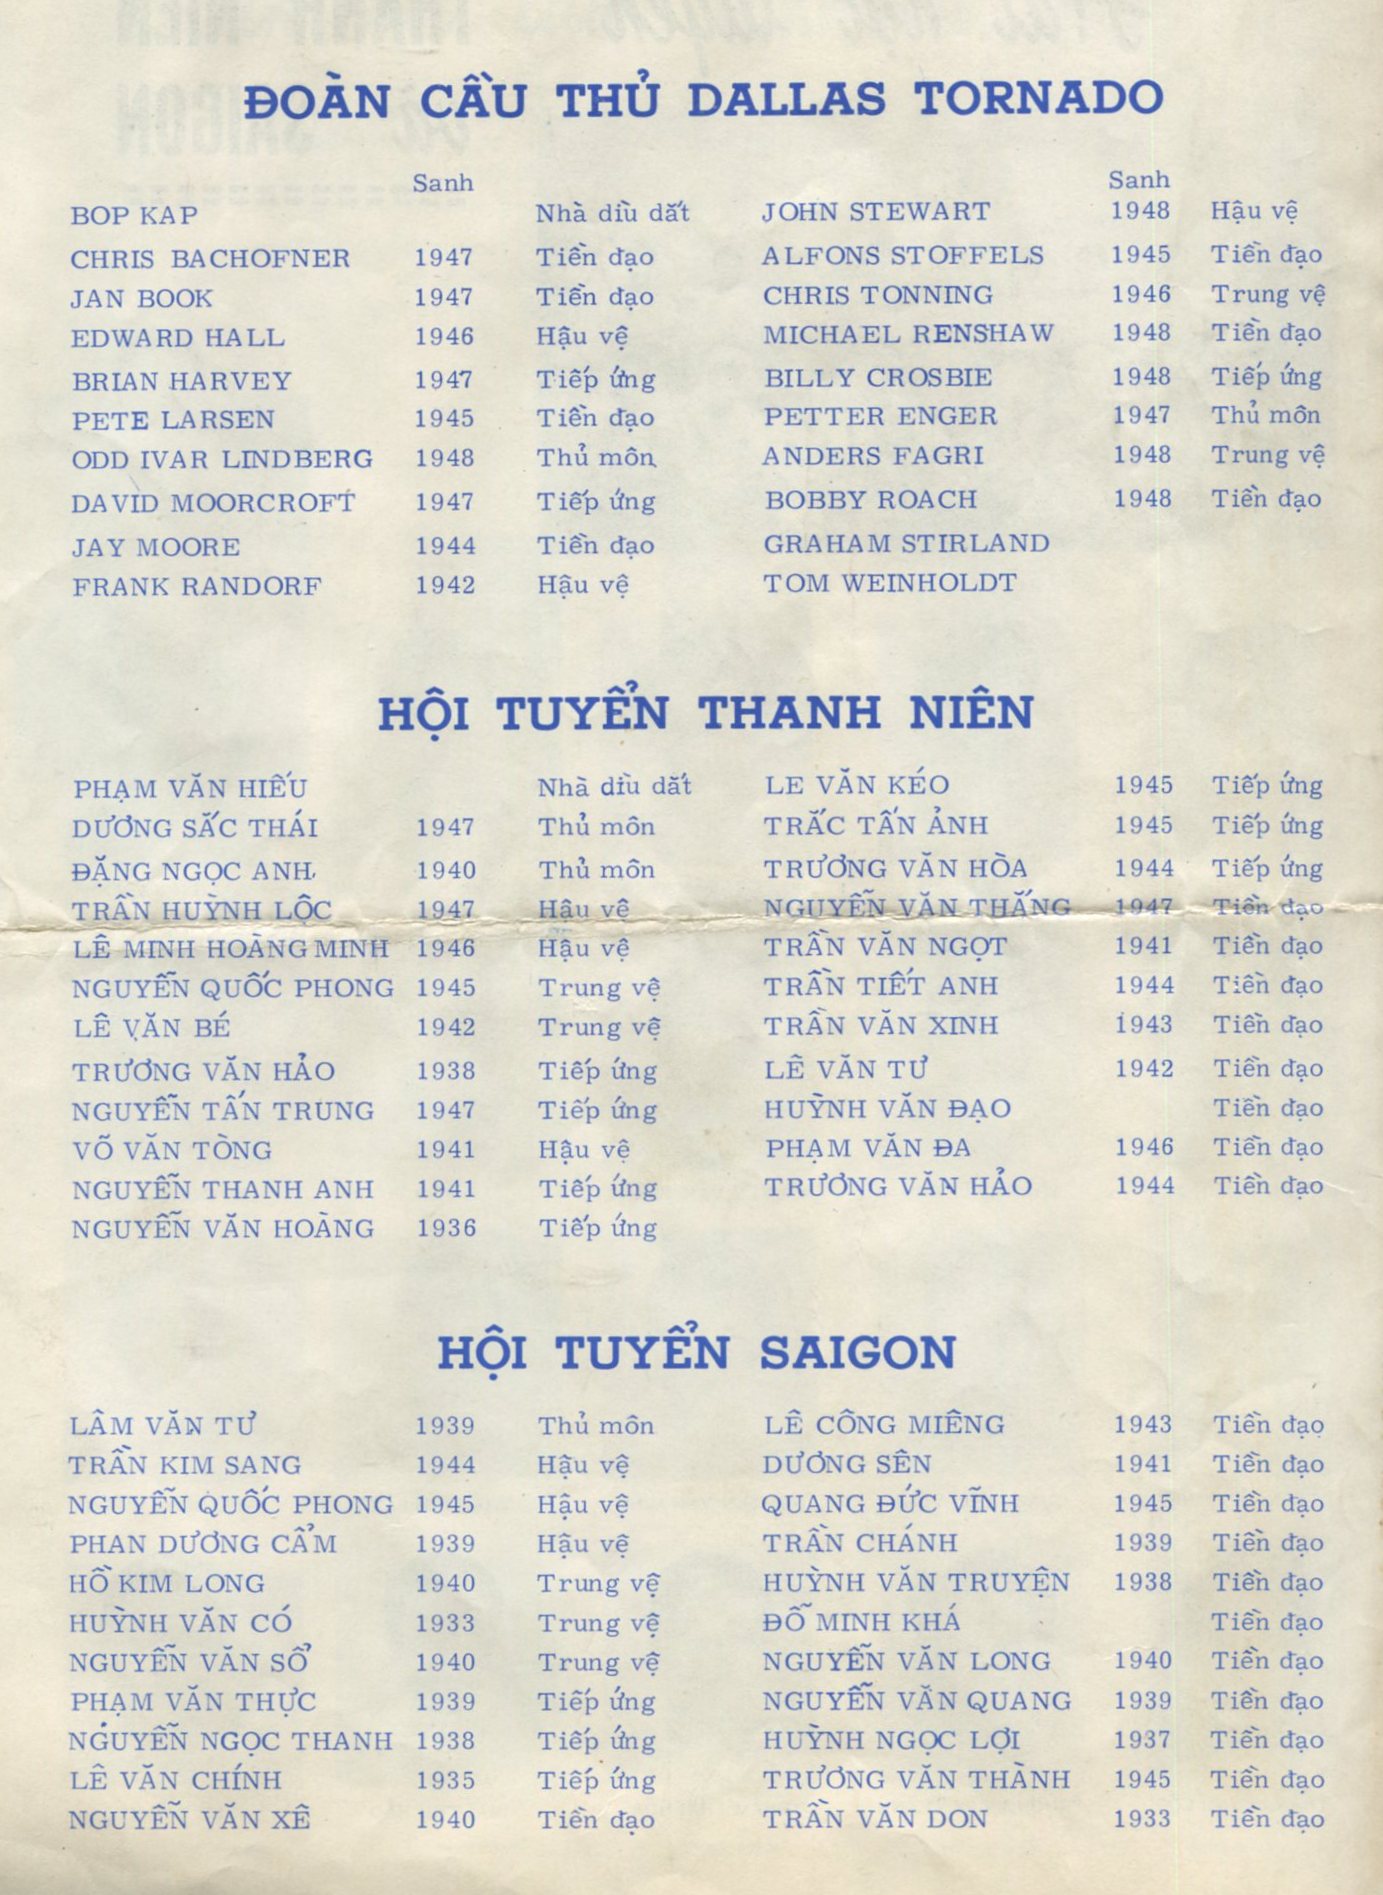 ĐOÀN CẦU THỦ DALLAS TORNADO
Sanh Sanh
BOP KAP Nhà dìu dắt JOHN STEWART 1948 Hậu vệ
CHRIS BACHOFNER 1947 Tiền đạo ALFONS STOFFELS 1945 Tiền đạo
JAN BOOK 1947 Tiền đạo CHRIS TONNING 1946 Trung vệ
EDWARD HALL 1946 Hậu vệ MICHAEL RENSHAW 1948 Tiền đạo
BRIAN HARVEY 1947 Tiếp ứng BILLY CROSBIE 1948 Tiếp ứng
PETE LARSEN 1945 Tiền đạo PETTER ENGER 1947 Thủ môn
ODD IVAR LINDBERG 1948 Thủ môn ANDERS FAGRI 1948 Trung vệ
DAVID MOORCROFT 1947 Tiếp ứng BOBBY ROACH 1948 Tiền đạo
JAY MOORE 1944 Tiền đạo GRAHAM STIRLAND
FRANK RANDORF 1942 Hậu vệ TOM WEINHOLDT
HỘI TUYỂN THANH NIÊN
PHẠM VĂN HIẾU Nhà dìu dắt LE VĂN KÉO 1945 Tiếp ứng
DƯƠNG SẮC THÁI 1947 Thủ môn TRẮC TẤN ẢNH 1945 Tiếp ứng
ĐẶNG NGỌC ANH 1940 Thủ môn TRƯƠNG VĂN HÒA 1944 Tiếp ứng
TRẦN HUỲNH LỘC 1947 Hậu vệ NGUYỄN VĂN THẮNG 1947 Tiền đạo
LÊ MINH HOÀNG MINH 1946 Hậu vệ TRẦN VĂN NGỌT 1941 Tiền đạo
NGUYỄN QUỐC PHONG 1945 Trung vệ TRẦN TIẾT ANH 1944 Tiền đạo
LÊ VĂN BÉ 1942 Trung vệ TRẦN VĂN XINH 1943 Tiền đạo
TRƯƠNG VĂN HẢO 1938 Tiếp ứng LÊ VĂN TƯ 1942 Tiền đạo
NGUYỄN TẤN TRUNG 1947 Tiếp ứng HUỲNH VĂN ĐẠO Tiền đạo
VÕ VĂN TÒNG 1941 Hậu vệ PHẠM VĂN ĐA 1946 Tiền đạo
NGUYỄN THANH ANH 1941 Tiếp ứng TRƯƠNG VĂN HẢO 1944 Tiền đạo
NGUYỄN VĂN HOÀNG 1936 Tiếp ứng
HỘI TUYỂN SAIGON
LÂM VĂN TƯ 1939 Thủ môn LÊ CÔNG MIÊNG 1943 Tiền đạo
TRẦN KIM SANG 1944 Hậu vệ DƯƠNG SÊN 1941 Tiền đạo
NGUYỄN QUỐC PHONG 1945 Hậu vệ QUANG ĐỨC VĨNH 1945 Tiền đạo
PHAN DƯƠNG CẨM 1939 Hậu vệ TRẦN CHÁNH 1939 Tiền đạo
HỒ KIM LONG 1940 Trung vệ HUỲNH VĂN TRUYỆN 1938 Tiền đạo
HUỲNH VĂN CÓ 1933 Trung vệ ĐỖ MINH KHÁ Tiền đạo
NGUYỄN VĂN SỔ 1940 Trung vệ NGUYỄN VĂN LONG 1940 Tiền đạo
PHẠM VĂN THỰC 1939 Tiếp ứng NGUYỄN VĂN QUANG 1939 Tiền đạo
NGUYỄN NGỌC THANH 1938 Tiếp ứng HUỲNH NGỌC LỢI 1937 Tiền đạo
LÊ VĂN CHÍNH 1935 Tiếp ứng TRƯƠNG VĂN THÀNH 1945 Tiền đạo
NGUYỄN VĂN XÊ 1940 Tiền đạo TRẦN VĂN DON 1933 Tiền đạo